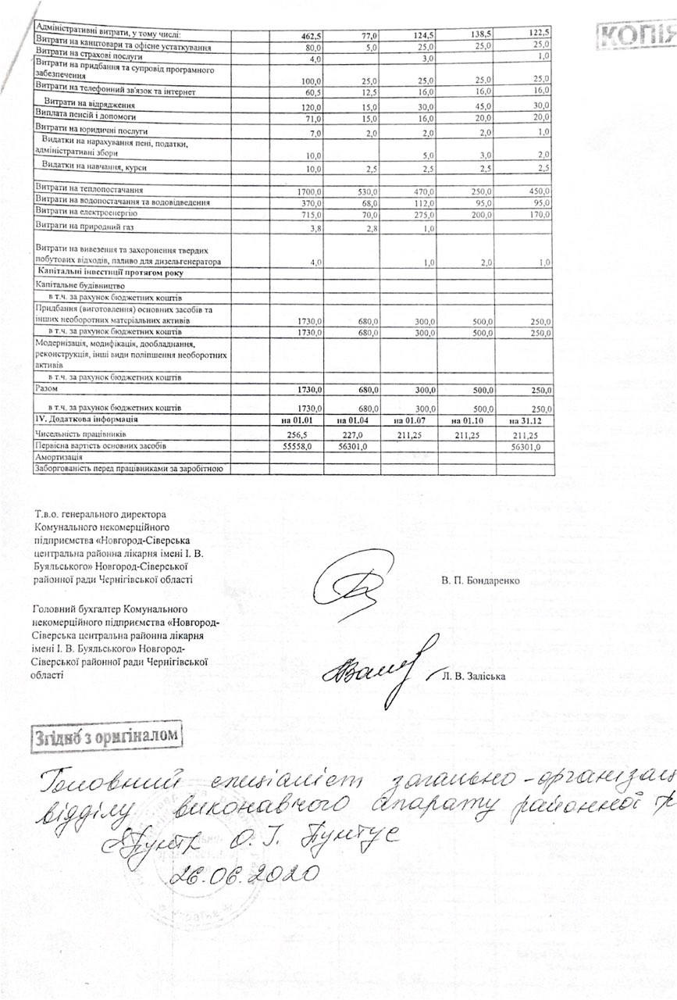 КОПІЯ
Адміністративні витрати, у тому числі: 462,5 77,0 124,5 138,5 122,5
Витрати на канцтовари та офісне устаткування 80,0 5,0 25,0 25,0 25,0
Витрати на страхові послуги 4,0 3,0 1,0
Витрати на придбання та супровід програмного
забезпечення 100,0 25,0 25,0 25,0 25,0
Витрати на телефонний зв'язок та інтернет 60,5 12,5 16,0 16,0 16,0
Витрати на відрядження 120,0 15,0 30,0 45,0 30,0
Виплата пенсій і допомоги 71,0 15,0 16,0 20,0 20,0
Витрати на юридичні послуги 7,0 2,0 2,0 2,0 1,0
Видатки на нарахування пені, податки,
адміністративні збори 10,0 5,0 3,0 2,0
Видатки на навчання, курси 10,0 2,5 2,5 2,5 2,5
Витрати на теплопостачання 1700,0 530,0 470,0 250,0 450,0
Витрати на водопостачання та водовідведення 370,0 68,0 112,0 95,0 95,0
Витрати на електроенергію 715,0 70,0 275,0 200,0 170,0
Витрати на природний газ 3,8 2,8 1,0
Витрати на вивезення та захоронення твердих
побутових відходів, паливо для дизельгенератора 4,0 1,0 2,0 1,0
Капітальні інвестиції протягом року
Капітальне будівництво
в т.ч. за рахунок бюджетних коштів
Придбання (виготовлення) основних засобів та
інших необоротних матеріальних активів 1730,0 680,0 300,0 500,0 250,0
в т.ч. за рахунок бюджетних коштів 1730,0 680,0 300,0 500,0 250,0
Модернізація, модифікація, дообладнання,
реконструкція, інші види поліпшення необоротних
активів
в т.ч. за рахунок бюджетних коштів
Разом 1730,0 680,0 300,0 500,0 250,0
в т.ч. за рахунок бюджетних коштів 1730,0 680,0 300,0 500,0 250,0
IV. Додаткова інформація на 01.01 на 01.04 на 01.07 на 01.10 на 31.12
Чисельність працівників 256,5 227,0 211,25 211,25 211,25
Первісна вартість основних засобів 55558,0 56301,0 56301,0
Амортизація
Заборгованість перед працівниками за заробітною
Т.в.о. генерального директора
Комунального некомерційного
підприємства «Новгород-Сіверська
центральна районна лікарня імені І. В.
Буяльського» Новгород-Сіверської
районної ради Чернігівської області
В. П. Бондаренко
Головний бухгалтер Комунального
некомерційного підприємства «Новгород-
Сіверська центральна районна лікарня
імені І. В. Буяльського» Новгород-
Сіверської районної ради Чернігівської
області
Л. В. Заліська
Згідно з оригіналом
Головний спеціаліст загально-організац
відділу виконавчого апарату районної р
О. І. Пунтус
26.06.2020